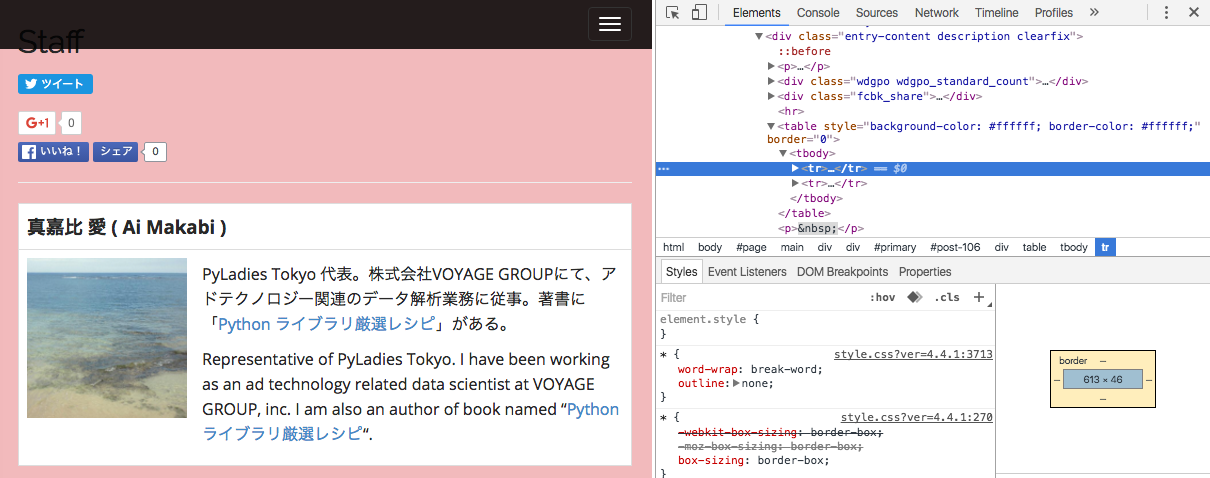 Staff
ツイート
G+1 0
いいね！ シェア 0
真嘉比 愛 ( Ai Makabi )
PyLadies Tokyo 代表。株式会社VOYAGE GROUPにて、ア
ドテクノロジー関連のデータ解析業務に従事。著書に
「Python ライブラリ厳選レシピ」がある。
Representative of PyLadies Tokyo. I have been working
as an ad technology related data scientist at VOYAGE
GROUP, inc. I am also an author of book named “Python
ライブラリ厳選レシピ“.
Elements Console Sources Network Timeline Profiles »
▼<div class="entry-content description clearfix">
::before
▶<p>…</p>
▶<div class="wdgpo wdgpo_standard_count">…</div>
▶<div class="fcbk_share">…</div>
<hr>
▼<table style="background-color: #ffffff; border-color: #ffffff;"
border="0">
▼<tbody>
… ▶<tr>…</tr> == $0
▶<tr>…</tr>
</tbody>
</table>
<p>&nbsp;</p>
html body #page main div div #primary #post-106 div table tbody tr
Styles Event Listeners DOM Breakpoints Properties
Filter :hov .cls +
element.style {
}
* { style.css?ver=4.4.1:3713
word-wrap: break-word;
outline:▶none;
}
* { style.css?ver=4.4.1:270
-webkit-box-sizing: border-box;
-moz-box-sizing: border-box;
box-sizing: border-box;
}
border –
– 613 × 46 –
–